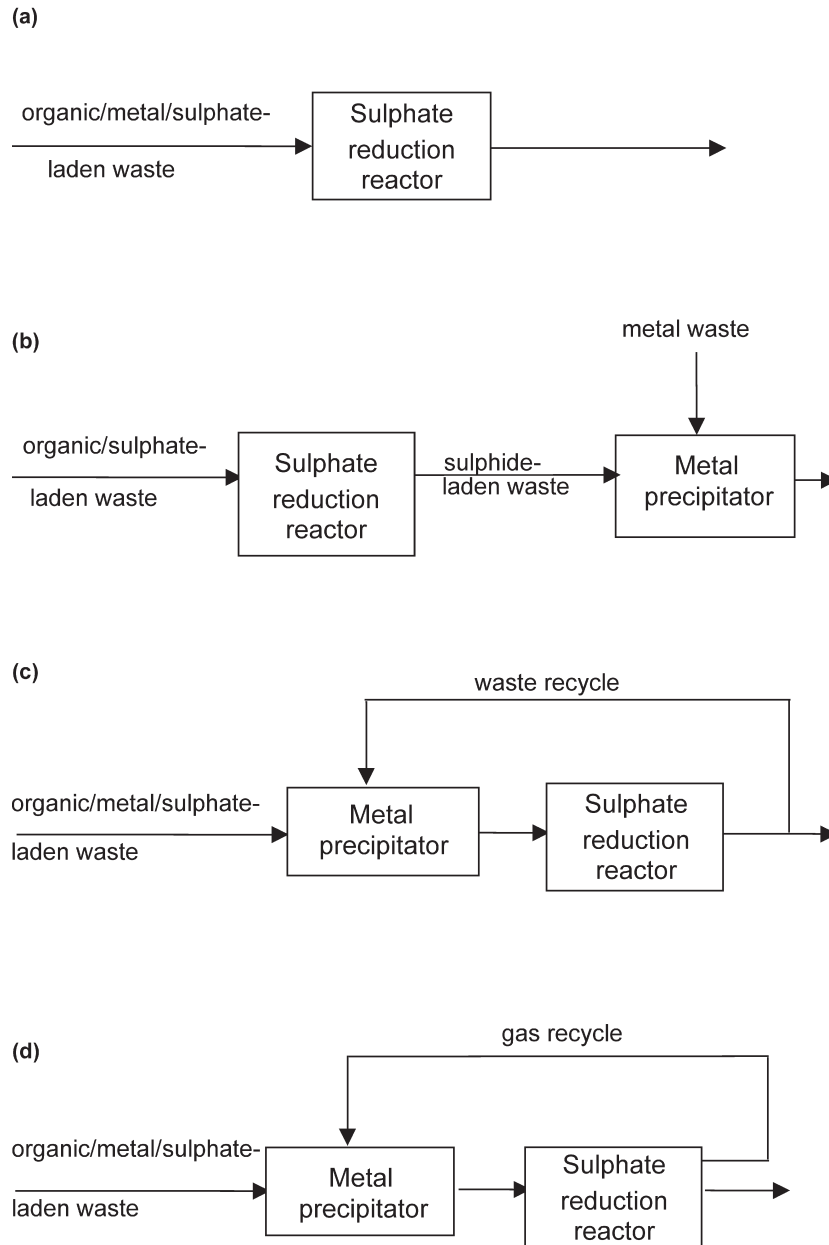 (a)
organic/metal/sulphate-
laden waste
Sulphate
reduction
reactor
(b)
metal waste
organic/sulphate-
laden waste
Sulphate
reduction
reactor
sulphide-
laden waste
Metal
precipitator
(c)
waste recycle
organic/metal/sulphate-
laden waste
Metal
precipitator
Sulphate
reduction
reactor
(d)
gas recycle
organic/metal/sulphate-
laden waste
Metal
precipitator
Sulphate
reduction
reactor